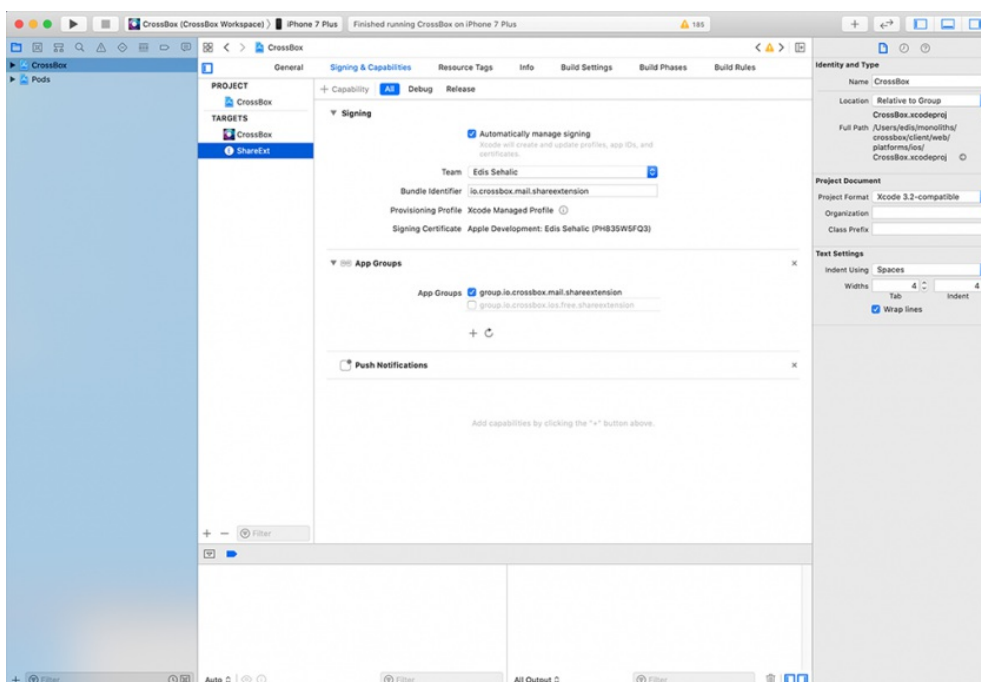 CrossBox (CrossBox Workspace) iPhone 7 Plus Finished running CrossBox on iPhone 7 Plus 185
CrossBox
Pods
CrossBox
General Signing & Capabilities Resource Tags Info Build Settings Build Phases Build Rules
PROJECT
CrossBox
TARGETS
CrossBox
ShareExt
+ Capability All Debug Release
Signing
Automatically manage signing
Xcode will create and update profiles, app IDs, and
certificates.
Team Edis Sehalic
Bundle Identifier io.crossbox.mail.shareextension
Provisioning Profile Xcode Managed Profile
Signing Certificate Apple Development: Edis Sehalic (PH835W5FQ3)
App Groups
App Groups group.io.crossbox.mail.shareextension
group.io.crossbox.ios.free.shareextension
Push Notifications
Add capabilities by clicking the "+" button above.
Filter
Identity and Type
Name CrossBox
Location Relative to Group
CrossBox.xcodeproj
Full Path /Users/edis/monoliths/
crossbox/client/web/
platforms/ios/
CrossBox.xcodeproj
Project Document
Project Format Xcode 3.2-compatible
Organization
Class Prefix
Text Settings
Indent Using Spaces
Widths 4 4
Tab Indent
Wrap lines
Filter Auto Filter All Output Filter